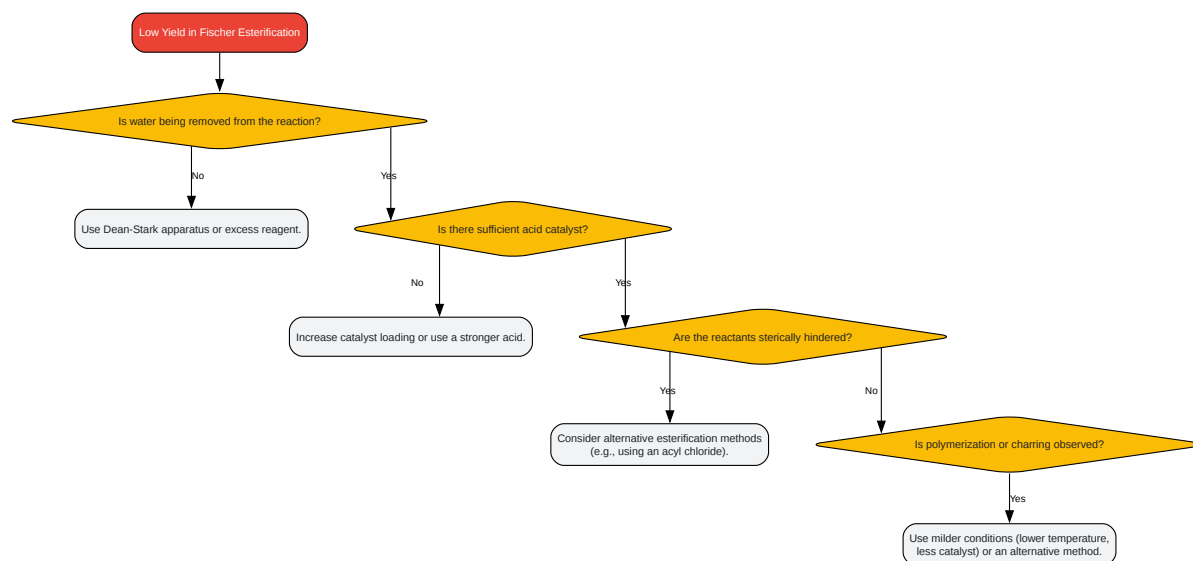 Low Yield in Fischer Esterification
Is water being removed from the reaction?
No
Yes
Use Dean-Stark apparatus or excess reagent.
Is there sufficient acid catalyst?
No
Yes
Increase catalyst loading or use a stronger acid.
Are the reactants sterically hindered?
Yes
No
Consider alternative esterification methods
(e.g., using an acyl chloride).
Is polymerization or charring observed?
Yes
Use milder conditions (lower temperature,
less catalyst) or an alternative method.